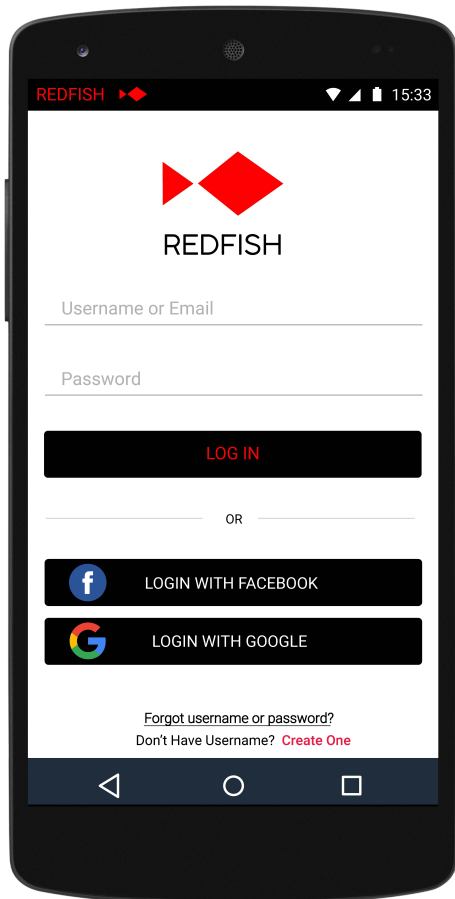 REDFISH 15:33
REDFISH
Username or Email
Password
LOG IN
OR
f LOGIN WITH FACEBOOK
G LOGIN WITH GOOGLE
Forgot username or password?
Don't Have Username? Create One